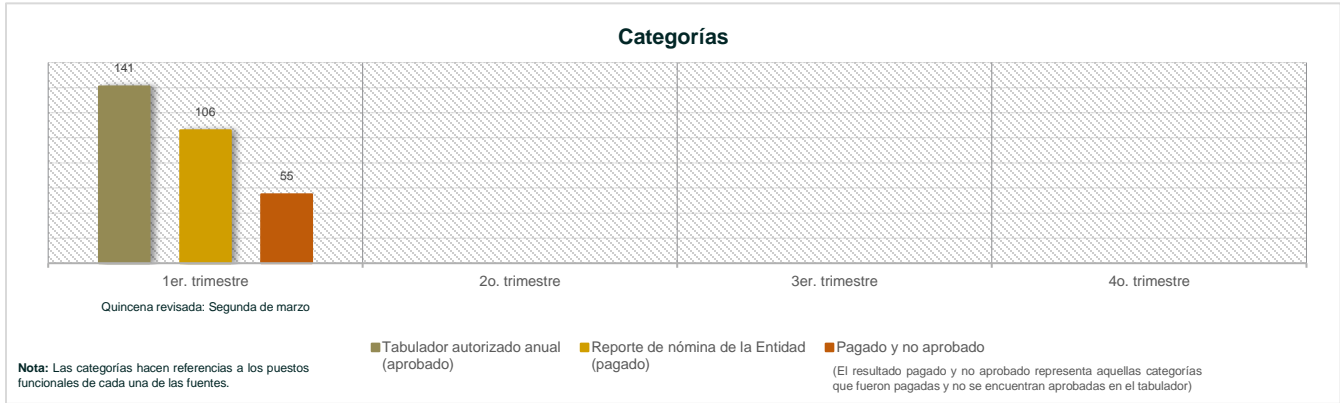 Categorías
141
106
55
1er. trimestre
2o. trimestre
3er. trimestre
4o. trimestre
Quincena revisada: Segunda de marzo
Tabulador autorizado anual
(aprobado)
Reporte de nómina de la Entidad
(pagado)
Pagado y no aprobado
(El resultado pagado y no aprobado representa aquellas categorías
que fueron pagadas y no se encuentran aprobadas en el tabulador)
Nota: Las categorías hacen referencias a los puestos
funcionales de cada una de las fuentes.